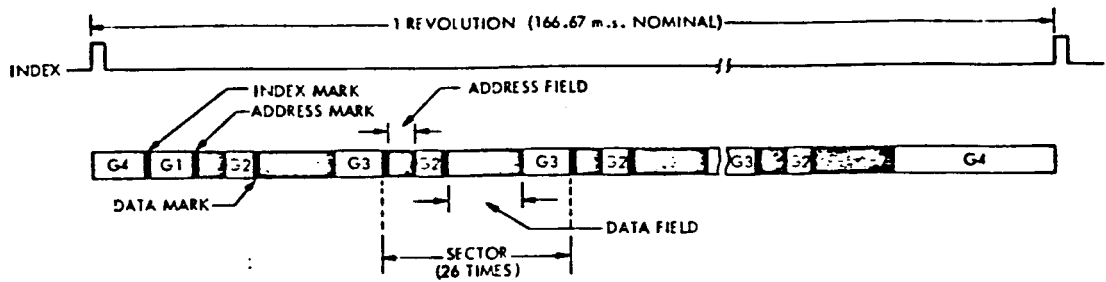 1 REVOLUTION (166.67 m.s. NOMINAL)
INDEX
INDEX MARK
ADDRESS MARK
ADDRESS FIELD
G4 G1 G2 G3 G2 G3 G2 G3 G2 G4
DATA MARK
DATA FIELD
SECTOR
(26 TIMES)